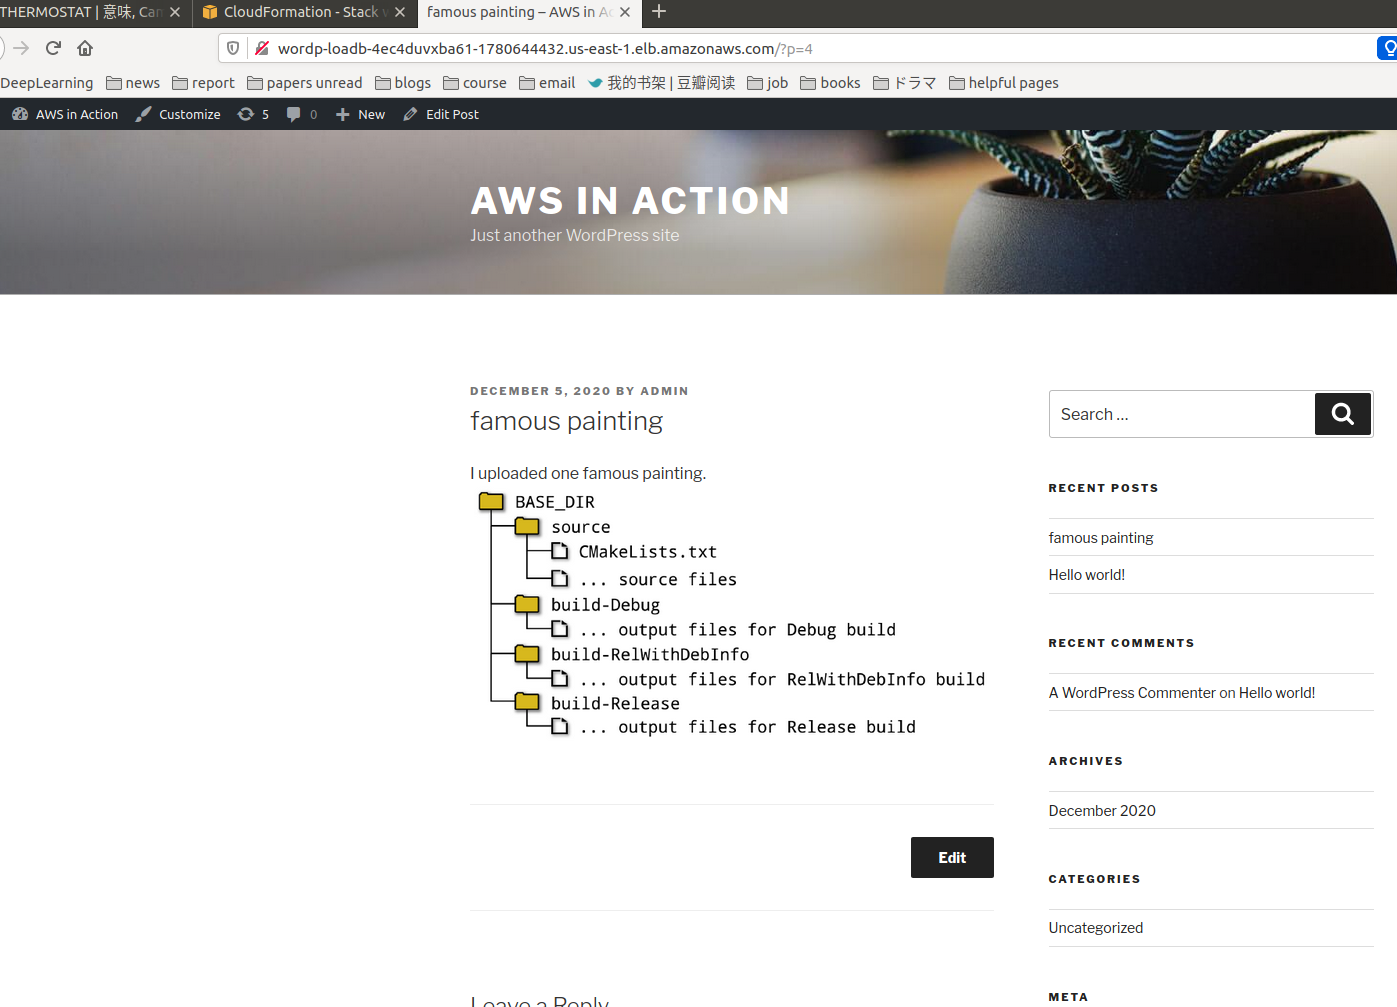 THERMOSTAT | 意味, Can
CloudFormation - Stack w
famous painting – AWS in Ac
wordp-loadb-4ec4duvxba61-1780644432.us-east-1.elb.amazonaws.com/?p=4
DeepLearning news report papers unread blogs course email 我的书架 | 豆瓣阅读 job books ドラマ helpful pages
AWS in Action Customize 5 0 New Edit Post
AWS IN ACTION
Just another WordPress site
DECEMBER 5, 2020 BY ADMIN
famous painting
I uploaded one famous painting.
BASE_DIR
source
CMakeLists.txt
... source files
build-Debug
... output files for Debug build
build-RelWithDebInfo
... output files for RelWithDebInfo build
build-Release
... output files for Release build
Edit
Leave a Reply
Search ...
RECENT POSTS
famous painting
Hello world!
RECENT COMMENTS
A WordPress Commenter on Hello world!
ARCHIVES
December 2020
CATEGORIES
Uncategorized
META